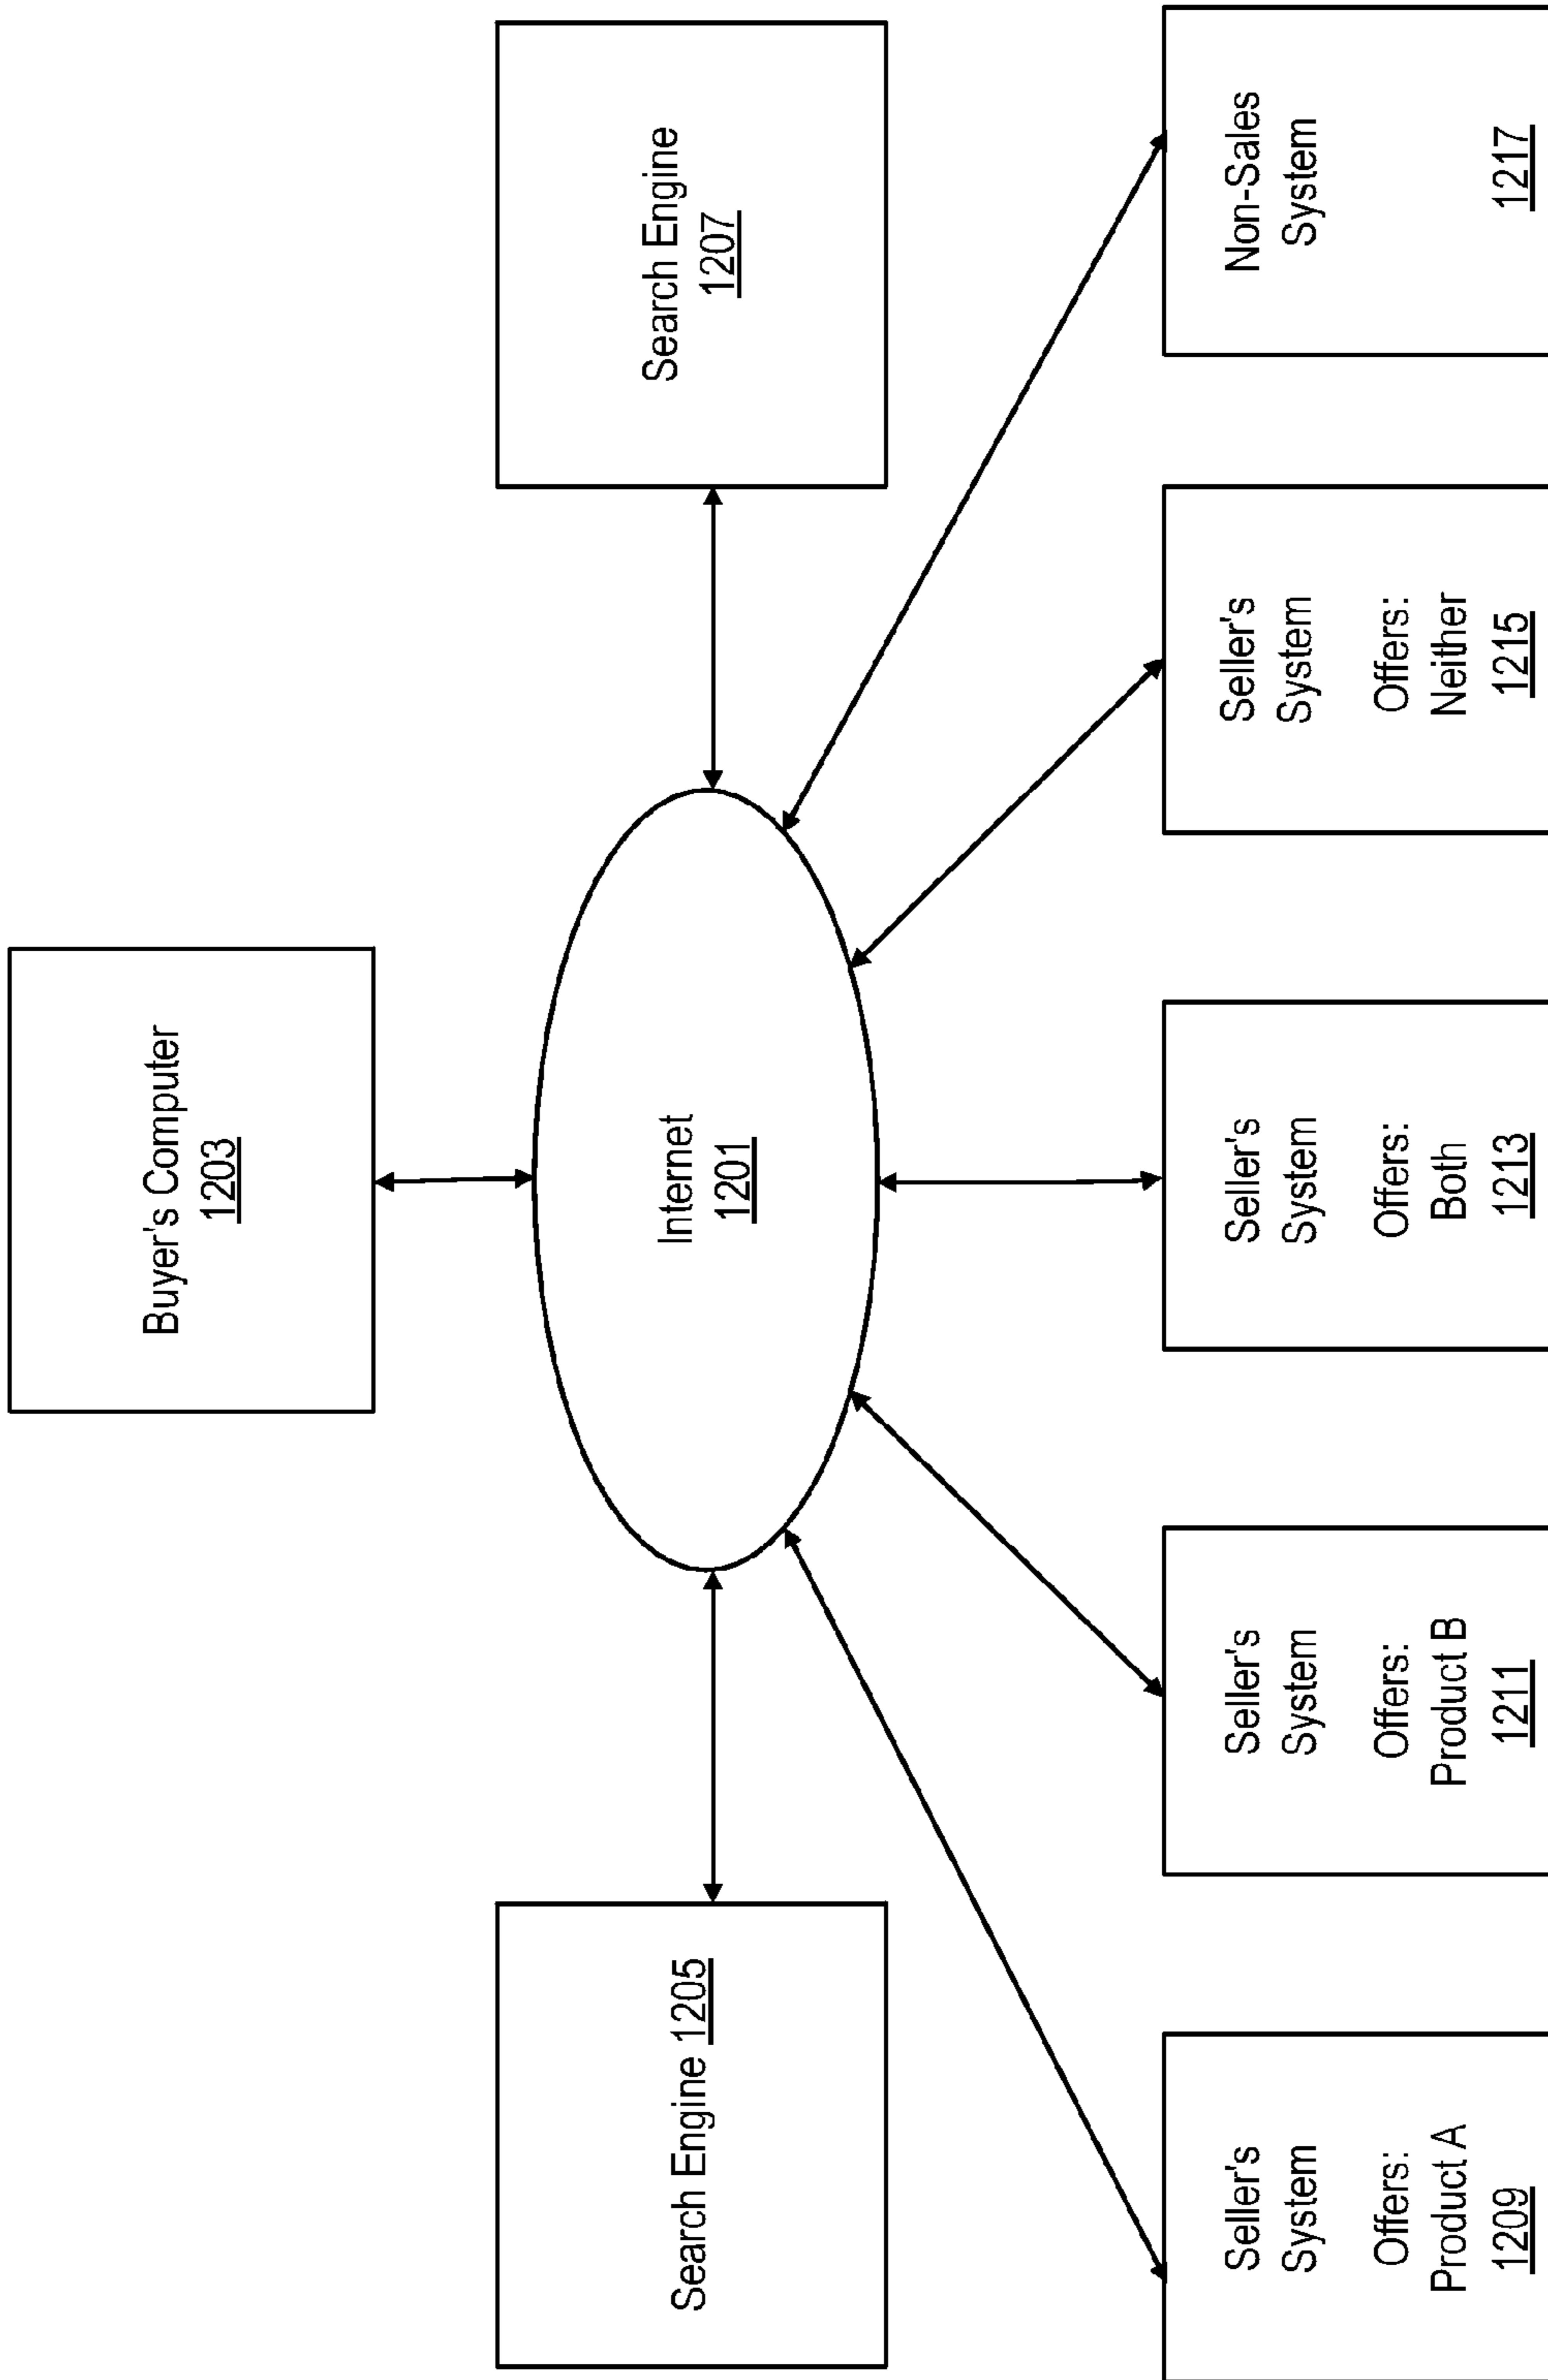 Buyer's Computer
1203
Search Engine 1205
Internet
1201
Search Engine
1207
Seller's
System
Offers:
Product A
1209
Seller's
System
Offers:
Product B
1211
Seller's
System
Offers:
Both
1213
Seller's
System
Offers:
Neither
1215
Non-Sales
System
1217